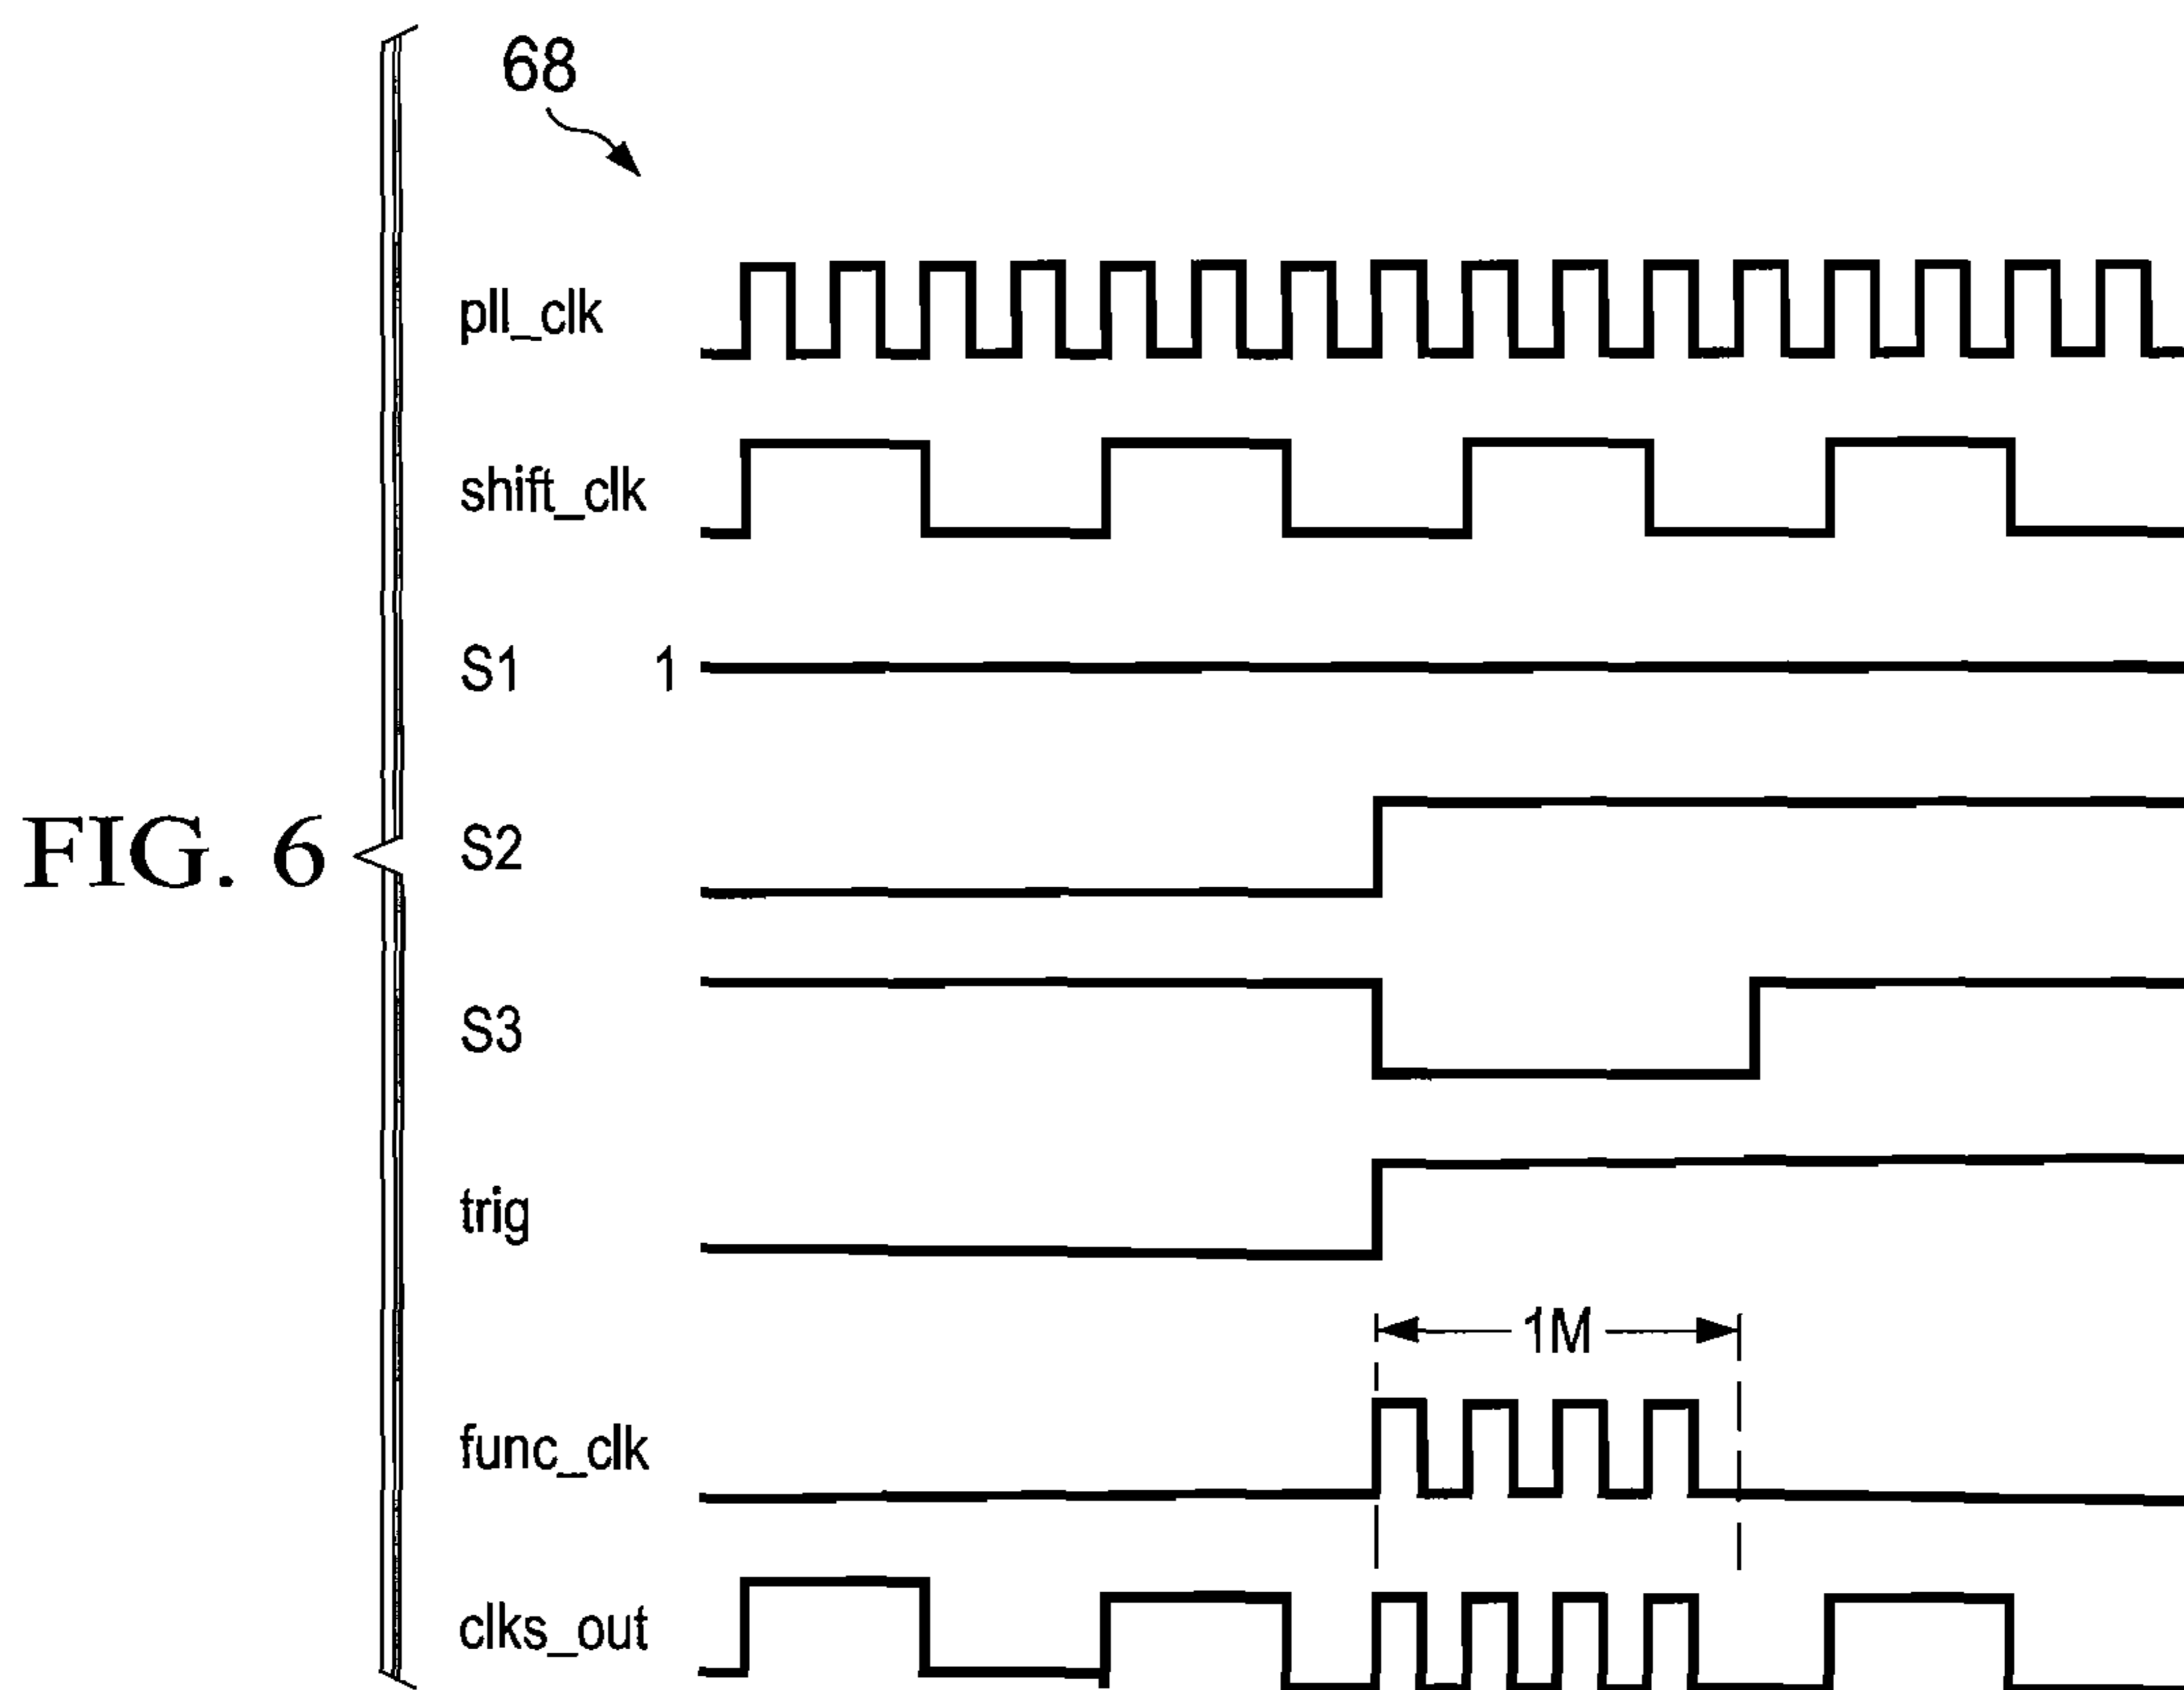 68
pll_clk
shift_clk
S1 1
S2
FIG. 6
S3
trig
1M
func_clk
clks_out